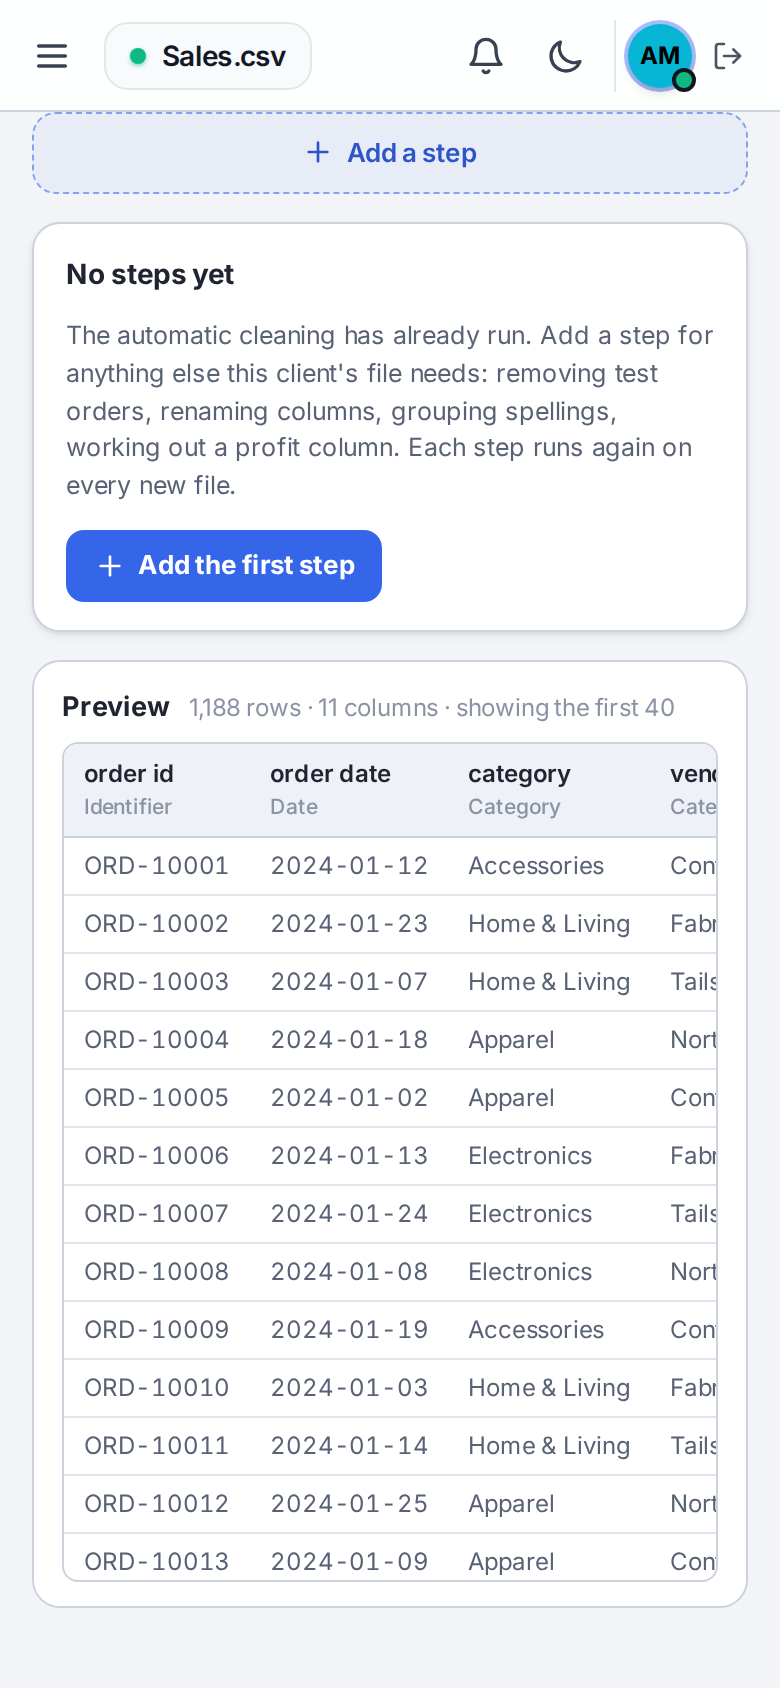 Sales.csv
AM
+ Add a step
No steps yet
The automatic cleaning has already run. Add a step for
anything else this client's file needs: removing test
orders, renaming columns, grouping spellings,
working out a profit column. Each step runs again on
every new file.
+ Add the first step
Preview 1,188 rows · 11 columns · showing the first 40
order id order date category
Identifier Date Category
ORD-10001 2024-01-12 Accessories
ORD-10002 2024-01-23 Home & Living
ORD-10003 2024-01-07 Home & Living
ORD-10004 2024-01-18 Apparel
ORD-10005 2024-01-02 Apparel
ORD-10006 2024-01-13 Electronics
ORD-10007 2024-01-24 Electronics
ORD-10008 2024-01-08 Electronics
ORD-10009 2024-01-19 Accessories
ORD-10010 2024-01-03 Home & Living
ORD-10011 2024-01-14 Home & Living
ORD-10012 2024-01-25 Apparel
ORD-10013 2024-01-09 Apparel